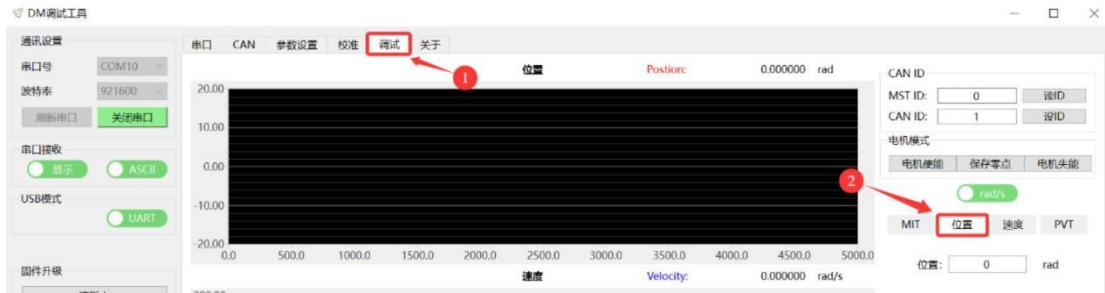 DM调试工具
通讯设置
串口号 COM10
波特率 921600
刷新串口 关闭串口
串口接收
显示 ASCII
USB模式
UART
固件升级
串口 CAN 参数设置 校准 调试 关于
1
位置 Postion: 0.000000 rad
20.00
10.00
0.00
-10.00
-20.00
0.0 500.0 1000.0 1500.0 2000.0 2500.0 3000.0 3500.0 4000.0 4500.0 5000.0
速度 Velocity: 0.000000 rad/s
CAN ID
MST ID: 0 读ID
CAN ID: 1 设ID
电机模式
电机使能 保存零点 电机失能
2
rad/s
MIT 位置 速度 PVT
位置: 0 rad